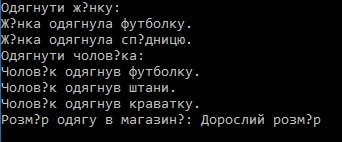 Одягнути ж?нку:
Ж?нка одягнула футболку.
Ж?нка одягнула сп?дницю.
Одягнути чолов?ка:
Чолов?к одягнув футболку.
Чолов?к одягнув штани.
Чолов?к одягнув краватку.
Розм?р одягу в магазин?: Дорослий розм?р